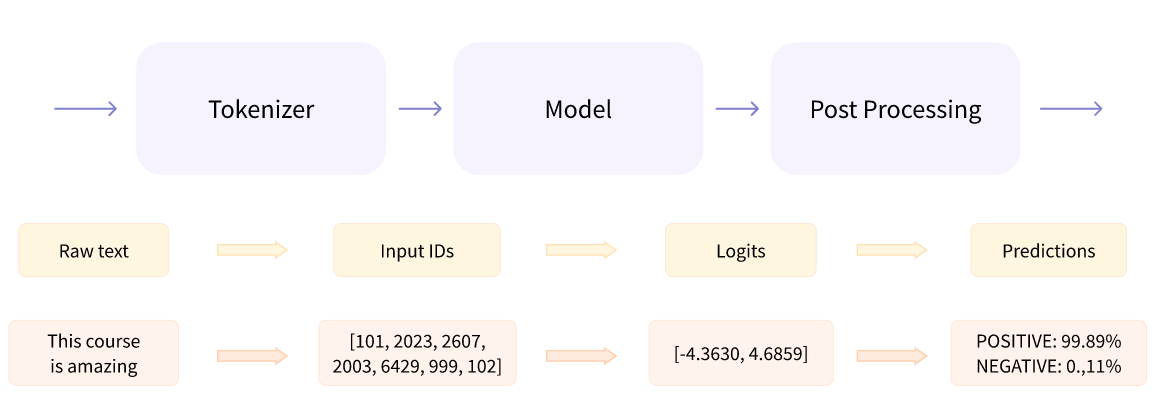 Tokenizer
Model
Post Processing
Raw text
Input IDs
Logits
Predictions
This course
is amazing
[101, 2023, 2607,
2003, 6429, 999, 102]
[-4.3630, 4.6859]
POSITIVE: 99.89%
NEGATIVE: 0.,11%